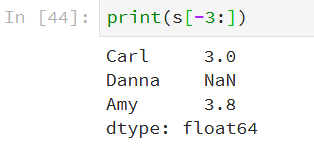 In [44]: print(s[-3:])
Carl     3.0
Danna    NaN
Amy      3.8
dtype: float64